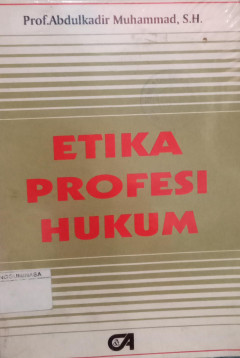 Prof.Abdulkadir Muhammad, S.H.
ETIKA
PROFESI
HUKUM